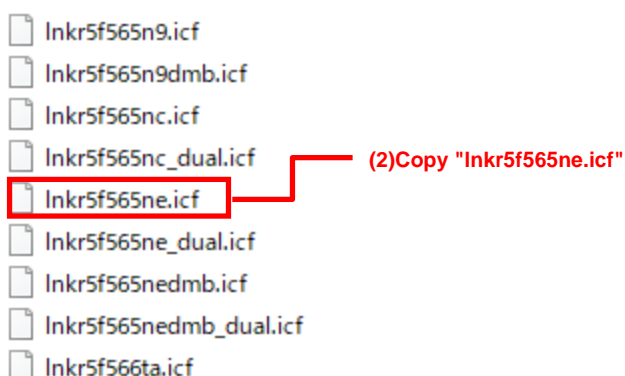 lnkr5f565n9.icf
lnkr5f565n9dmb.icf
lnkr5f565nc.icf
lnkr5f565nc_dual.icf
(2)Copy "lnkr5f565ne.icf"
lnkr5f565ne.icf
lnkr5f565ne_dual.icf
lnkr5f565nedmb.icf
lnkr5f565nedmb_dual.icf
lnkr5f566ta.icf